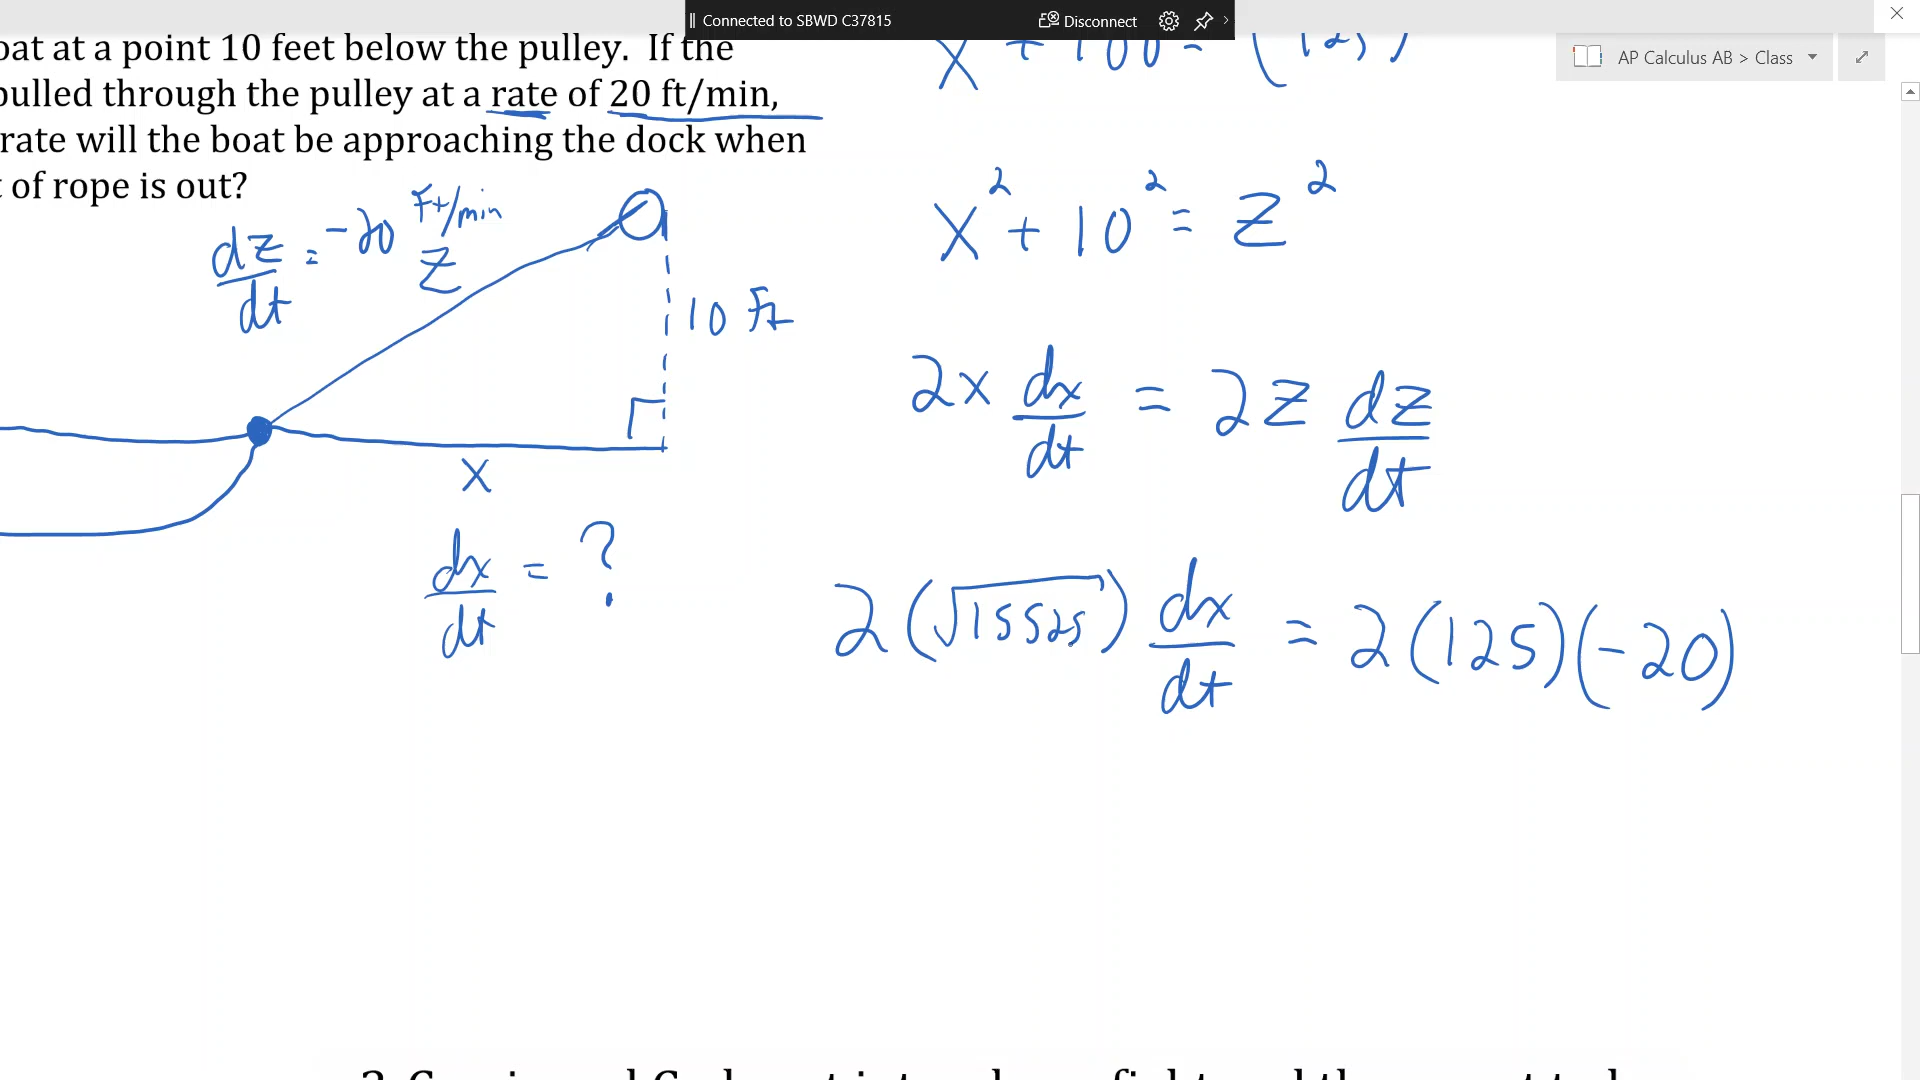 Connected to SBWD C37815 Disconnect
AP Calculus AB > Class
oat at a point 10 feet below the pulley. If the
pulled through the pulley at a rate of 20 ft/min,
rate will the boat be approaching the dock when
of rope is out?
dz/dt = -20 Ft/min
z
10 Ft
x
dx/dt = ?
x + 100 = (125)
x² + 10² = z²
2x dx/dt = 2z dz/dt
2(√15525) dx/dt = 2(125)(-20)